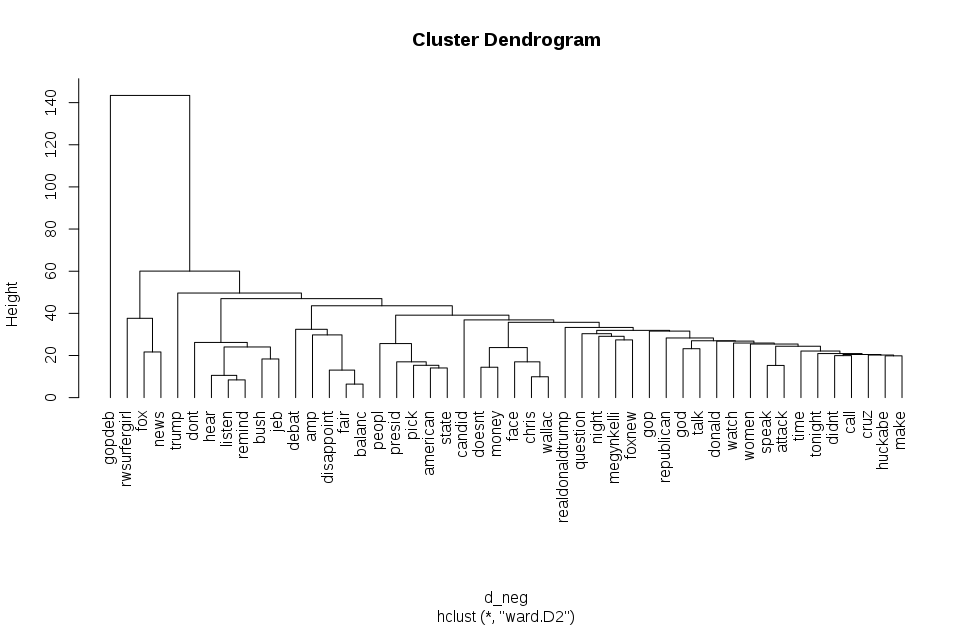 Cluster Dendrogram
Height
0 20 40 60 80 100 120 140
gopdeb
rwsurfergirl
fox
news
trump
dont
hear
listen
remind
bush
jeb
debat
amp
disappoint
fair
balanc
peopl
presid
pick
american
state
candid
doesnt
money
face
chris
wallac
realdonaldtrump
question
night
megynkelli
foxnew
gop
republican
god
talk
donald
watch
women
speak
attack
time
tonight
didnt
call
cruz
huckabe
make
d_neg
hclust (*, "ward.D2")